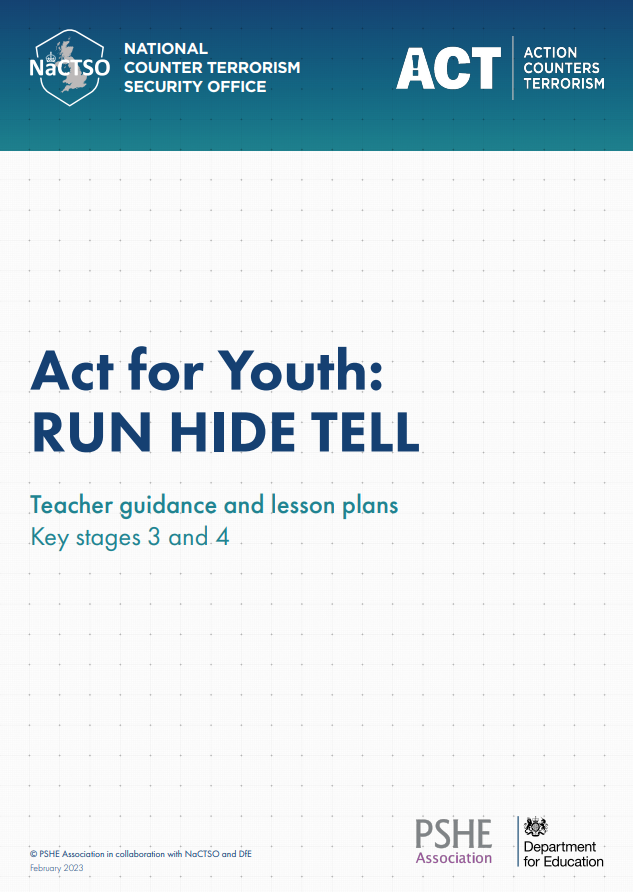 NaCTSO
NATIONAL
COUNTER TERRORISM
SECURITY OFFICE
ACT
ACTION
COUNTERS
TERRORISM
Act for Youth:
RUN HIDE TELL
Teacher guidance and lesson plans
Key stages 3 and 4
© PSHE Association in collaboration with NaCTSO and DfE
February 2023
PSHE
Association
Department
for Education